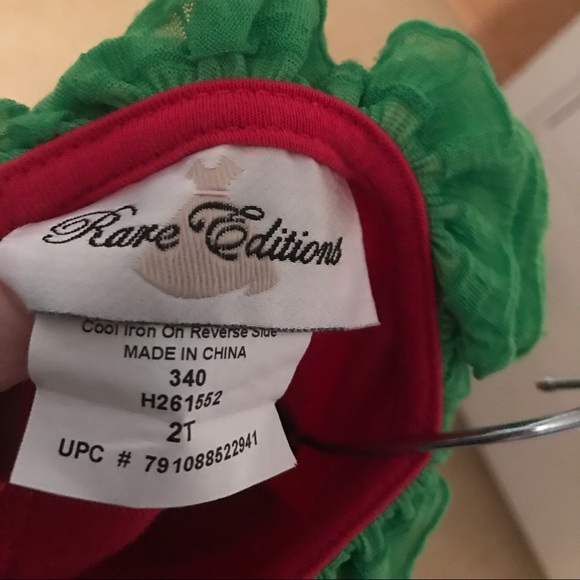 Rare Editions
Cool Iron On Reverse Side
MADE IN CHINA
340
H261552
2T
UPC # 791088522941